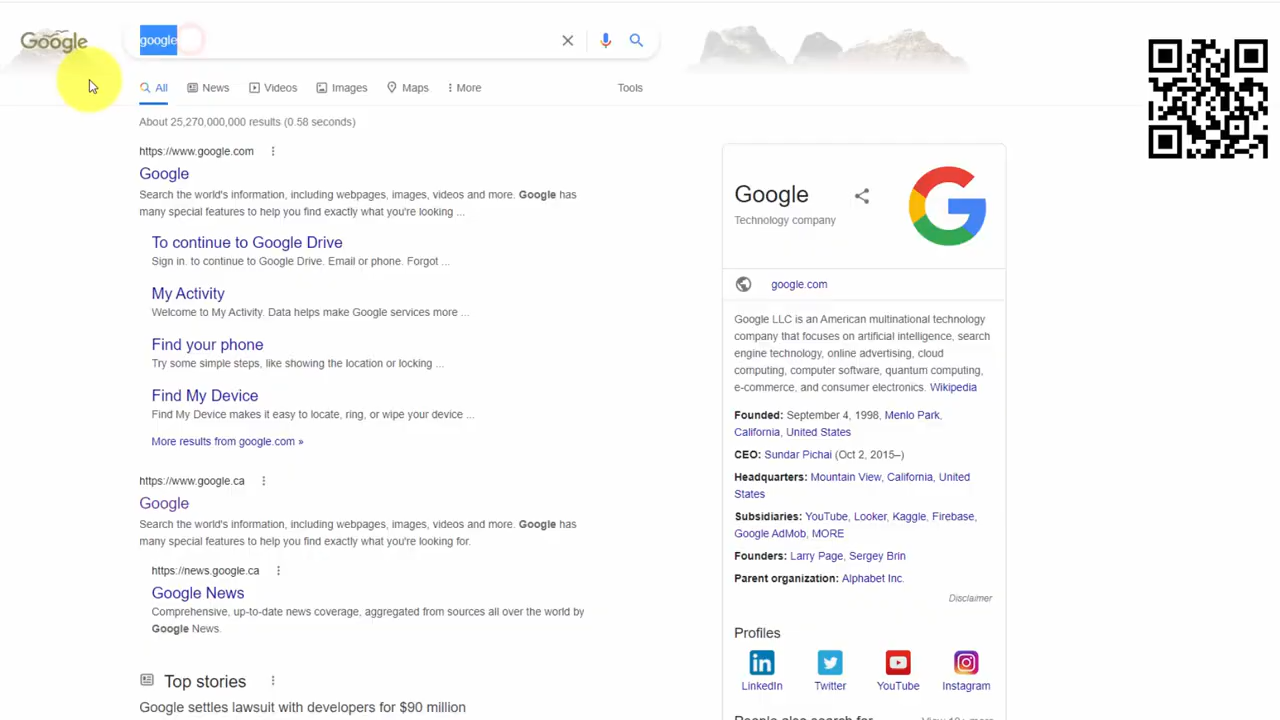 Google
google
All
News
Videos
Images
Maps
More
Tools
About 25,270,000,000 results (0.58 seconds)
https://www.google.com
Google
Search the world's information, including webpages, images, videos and more. Google has
many special features to help you find exactly what you're looking ...
To continue to Google Drive
Sign in. to continue to Google Drive. Email or phone. Forgot ...
My Activity
Welcome to My Activity. Data helps make Google services more ...
Find your phone
Try some simple steps, like showing the location or locking ...
Find My Device
Find My Device makes it easy to locate, ring, or wipe your device ...
More results from google.com »
https://www.google.ca
Google
Search the world's information, including webpages, images, videos and more. Google has
many special features to help you find exactly what you're looking for.
https://news.google.ca
Google News
Comprehensive, up-to-date news coverage, aggregated from sources all over the world by
Google News.
Top stories
Google settles lawsuit with developers for $90 million
Google
Technology company
google.com
Google LLC is an American multinational technology
company that focuses on artificial intelligence, search
engine technology, online advertising, cloud
computing, computer software, quantum computing,
e-commerce, and consumer electronics. Wikipedia
Founded: September 4, 1998, Menlo Park,
California, United States
CEO: Sundar Pichai (Oct 2, 2015–)
Headquarters: Mountain View, California, United
States
Subsidiaries: YouTube, Looker, Kaggle, Firebase,
Google AdMob, MORE
Founders: Larry Page, Sergey Brin
Parent organization: Alphabet Inc.
Disclaimer
Profiles
LinkedIn
Twitter
YouTube
Instagram
People also search for
View 10+ more